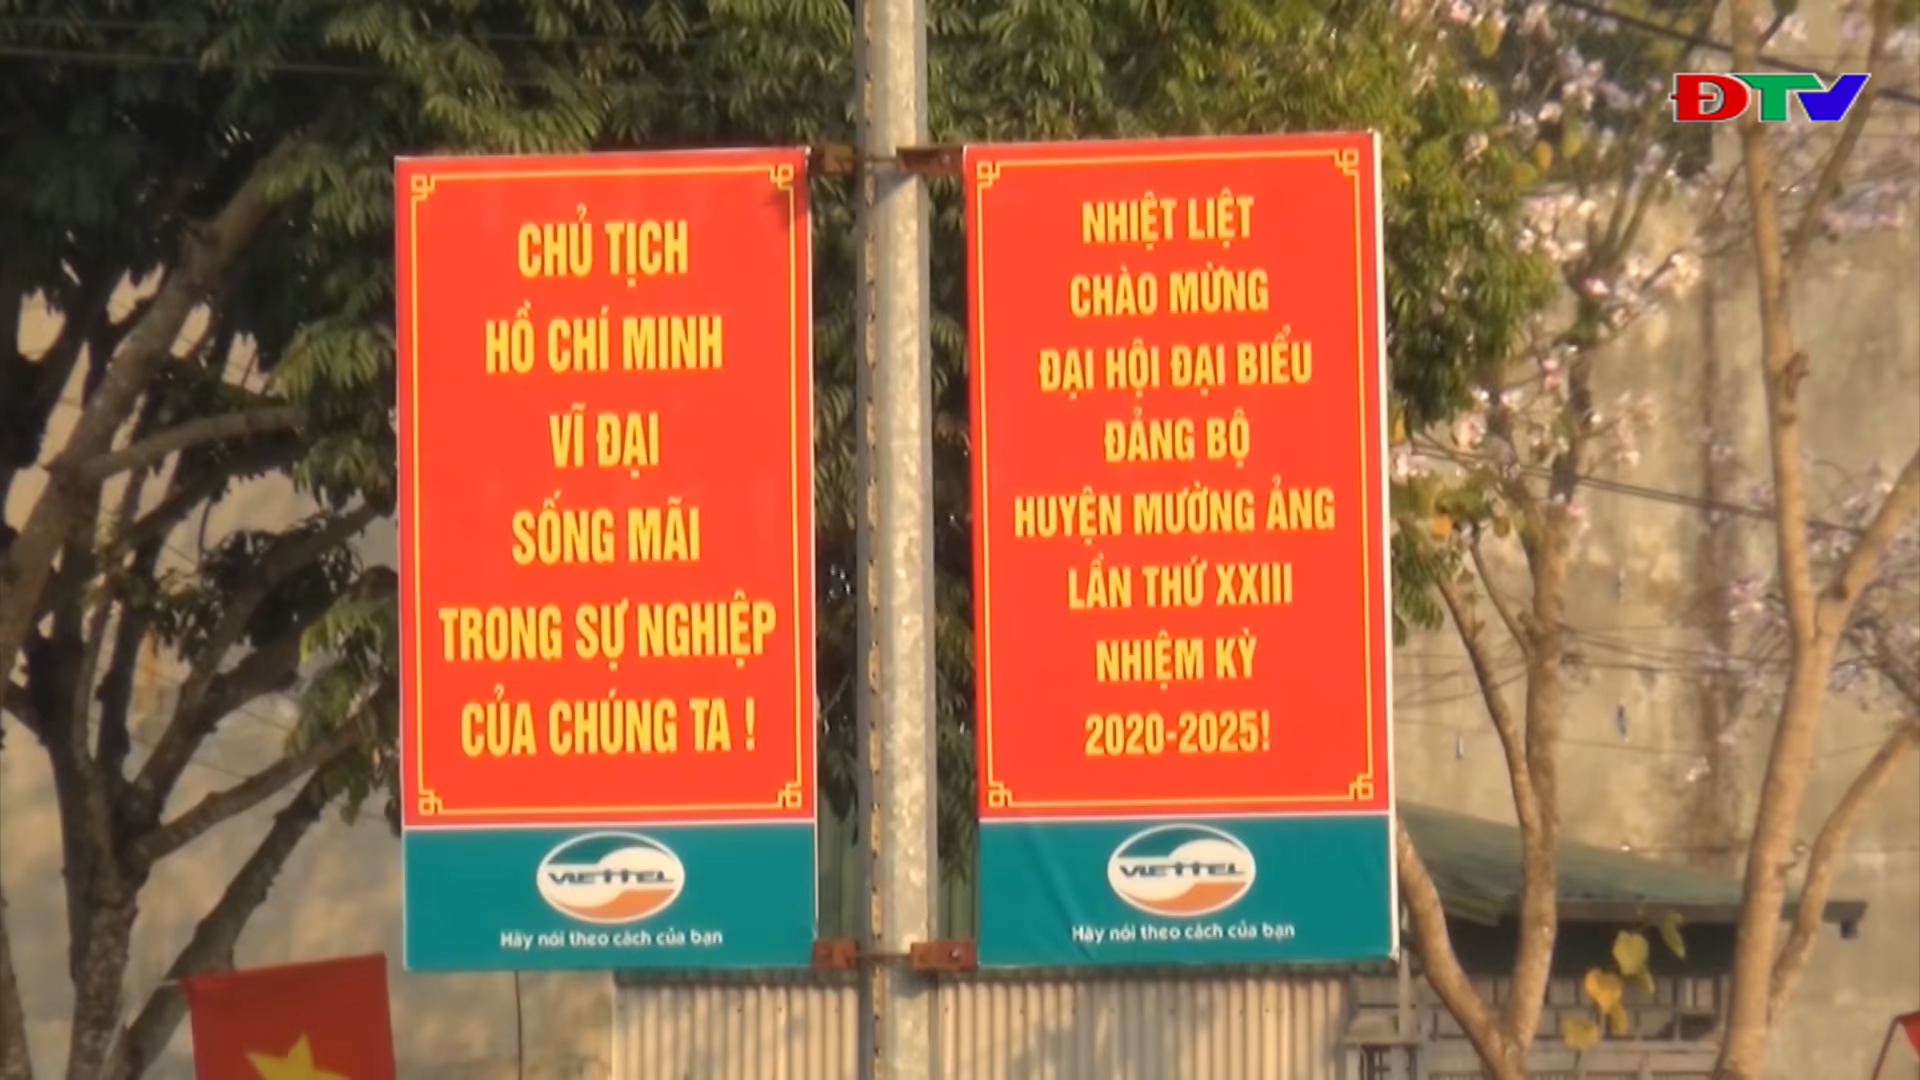 ĐTV
CHỦ TỊCH
HỒ CHÍ MINH
VĨ ĐẠI
SỐNG MÃI
TRONG SỰ NGHIỆP
CỦA CHÚNG TA !
VIETTEL
Hãy nói theo cách của bạn
NHIỆT LIỆT
CHÀO MỪNG
ĐẠI HỘI ĐẠI BIỂU
ĐẢNG BỘ
HUYỆN MƯỜNG ẢNG
LẦN THỨ XXIII
NHIỆM KỲ
2020-2025!
VIETTEL
Hãy nói theo cách của bạn